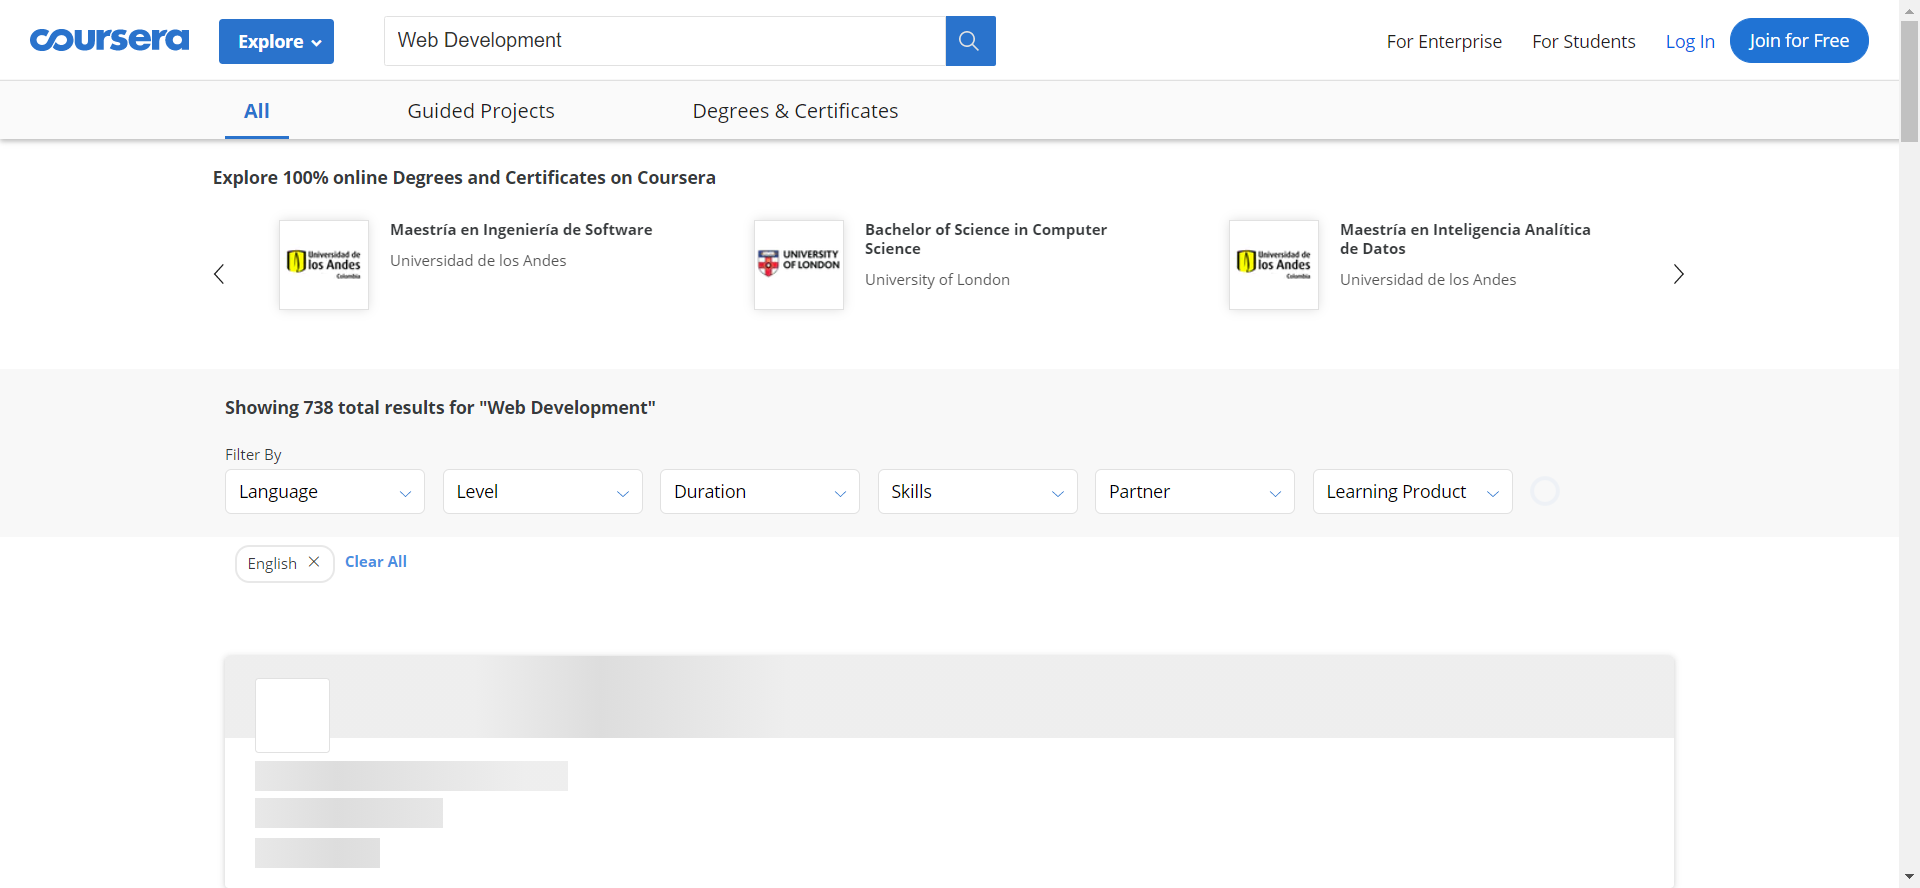 coursera
Explore
Web Development
For Enterprise
For Students
Log In
Join for Free
All
Guided Projects
Degrees & Certificates
Explore 100% online Degrees and Certificates on Coursera
Universidad de
los Andes
Colombia
Maestría en Ingeniería de Software
Universidad de los Andes
UNIVERSITY
OF LONDON
Bachelor of Science in Computer
Science
University of London
Universidad de
los Andes
Colombia
Maestría en Inteligencia Analítica
de Datos
Universidad de los Andes
Showing 738 total results for "Web Development"
Filter By
Language
Level
Duration
Skills
Partner
Learning Product
English
Clear All